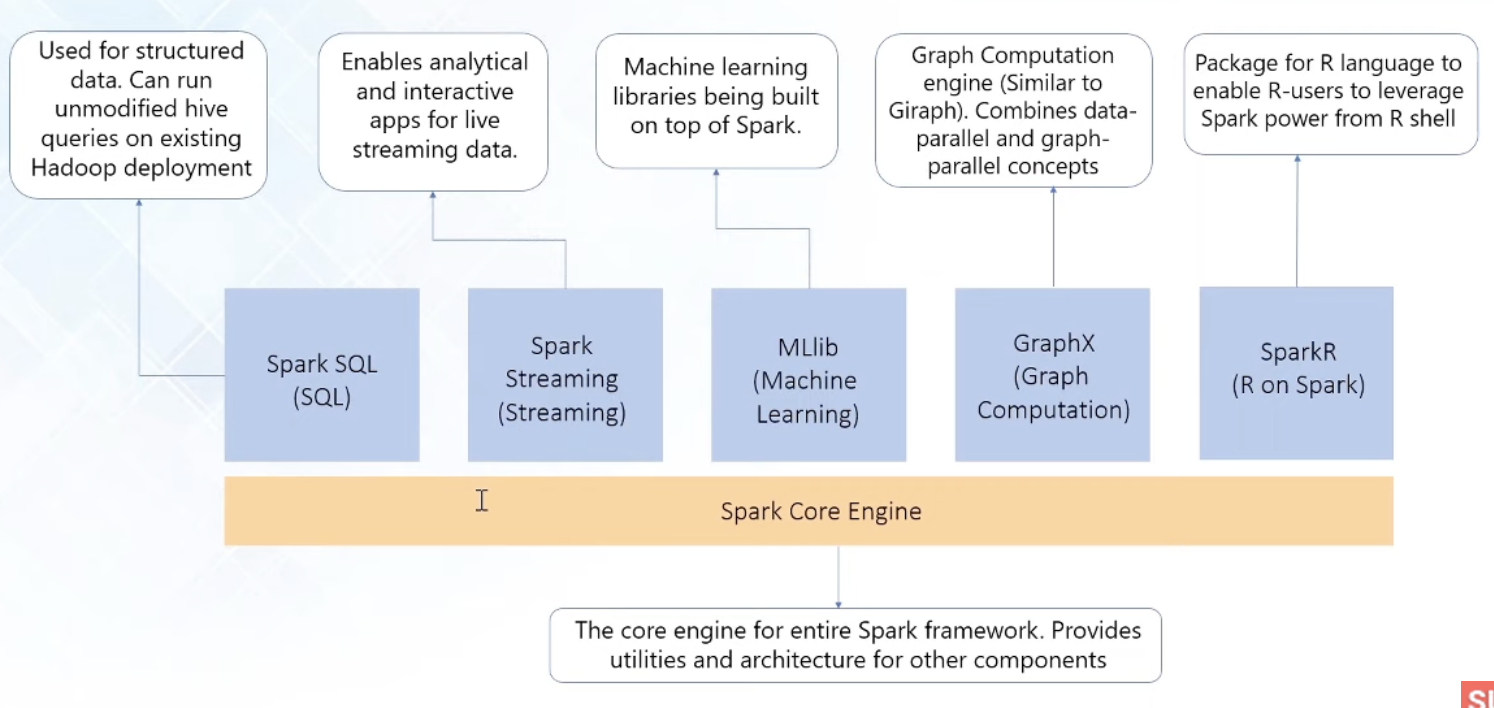 Used for structured
data. Can run
unmodified hive
queries on existing
Hadoop deployment
Enables analytical
and interactive
apps for live
streaming data.
Machine learning
libraries being built
on top of Spark.
Graph Computation
engine (Similar to
Giraph). Combines data-
parallel and graph-
parallel concepts
Package for R language to
enable R-users to leverage
Spark power from R shell
Spark SQL
(SQL)
Spark
Streaming
(Streaming)
MLlib
(Machine
Learning)
GraphX
(Graph
Computation)
SparkR
(R on Spark)
Spark Core Engine
The core engine for entire Spark framework. Provides
utilities and architecture for other components